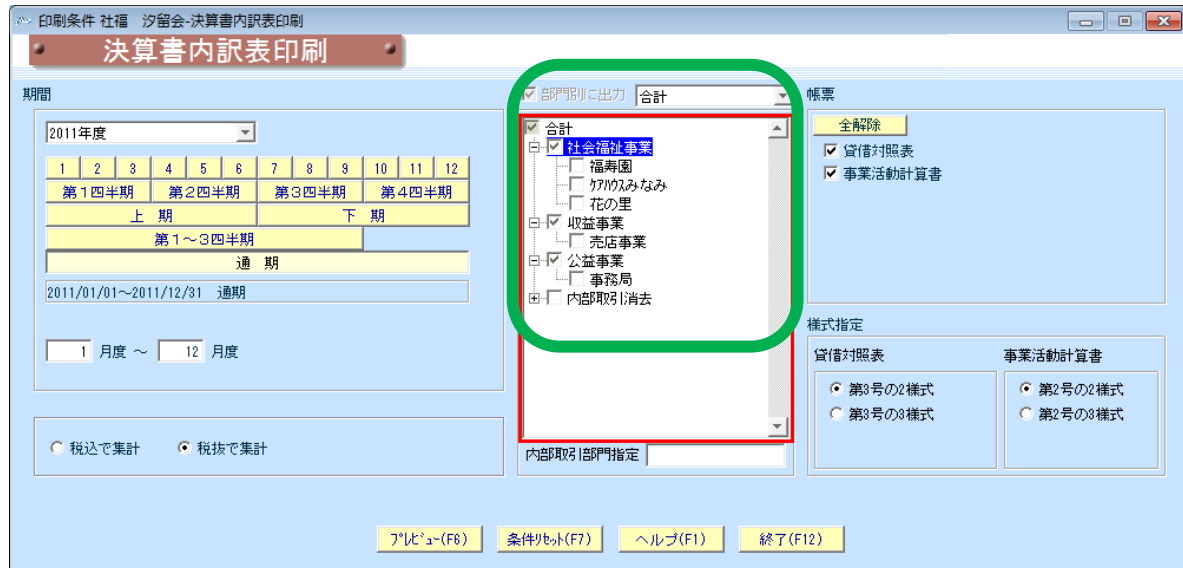 印刷条件 社福　汐留会-決算書内訳表印刷
決算書内訳表印刷
期間
2011年度
1 2 3 4 5 6 7 8 9 10 11 12
第1四半期 第2四半期 第3四半期 第4四半期
上　期 下　期
第1～3四半期
通　期
2011/01/01～2011/12/31　通期
1 月度 ～ 12 月度
税込で集計 税抜で集計
部門別に出力 合計
合計
社会福祉事業
福寿園
ｹｱﾊｳｽみなみ
花の里
収益事業
売店事業
公益事業
事務局
内部取引消去
内部取引部門指定
帳票
全解除
貸借対照表
事業活動計算書
様式指定
貸借対照表 事業活動計算書
第3号の2様式 第2号の2様式
第3号の3様式 第2号の3様式
ﾌﾟﾚﾋﾞｭｰ(F6) 条件ﾘｾｯﾄ(F7) ヘルプ(F1) 終了(F12)